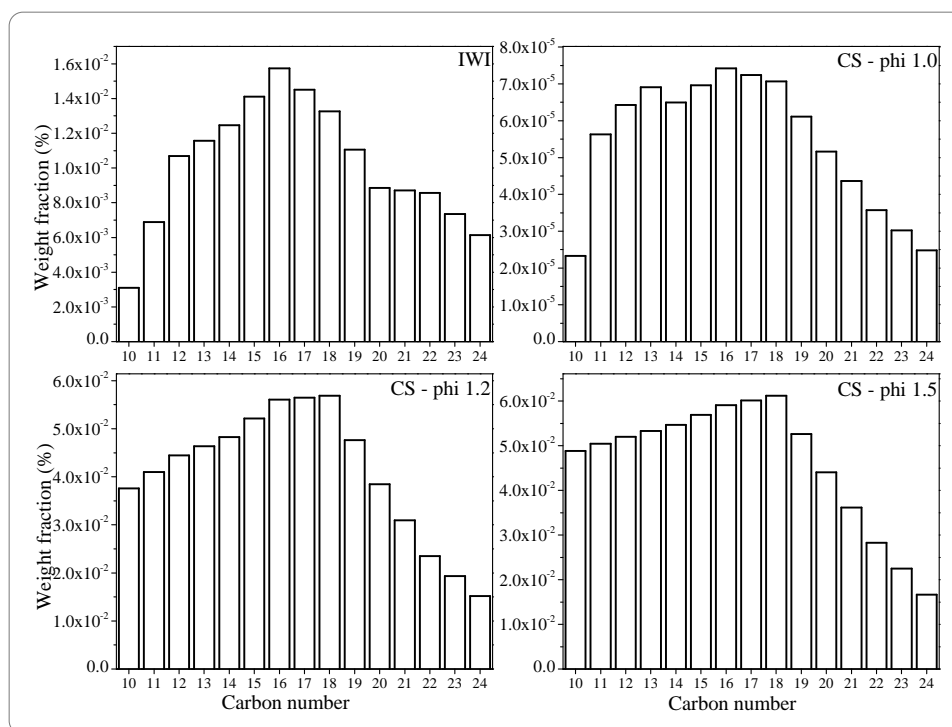 IWI
Weight fraction (%)
1.6x10⁻²
1.4x10⁻²
1.2x10⁻²
1.0x10⁻²
8.0x10⁻³
6.0x10⁻³
4.0x10⁻³
2.0x10⁻³
0.0
10 11 12 13 14 15 16 17 18 19 20 21 22 23 24
CS - phi 1.0
8.0x10⁻⁵
7.0x10⁻⁵
6.0x10⁻⁵
5.0x10⁻⁵
4.0x10⁻⁵
3.0x10⁻⁵
2.0x10⁻⁵
1.0x10⁻⁵
0.0
10 11 12 13 14 15 16 17 18 19 20 21 22 23 24
CS - phi 1.2
Weight fraction (%)
6.0x10⁻²
5.0x10⁻²
4.0x10⁻²
3.0x10⁻²
2.0x10⁻²
1.0x10⁻²
0.0
10 11 12 13 14 15 16 17 18 19 20 21 22 23 24
Carbon number
CS - phi 1.5
6.0x10⁻²
5.0x10⁻²
4.0x10⁻²
3.0x10⁻²
2.0x10⁻²
1.0x10⁻²
0.0
10 11 12 13 14 15 16 17 18 19 20 21 22 23 24
Carbon number